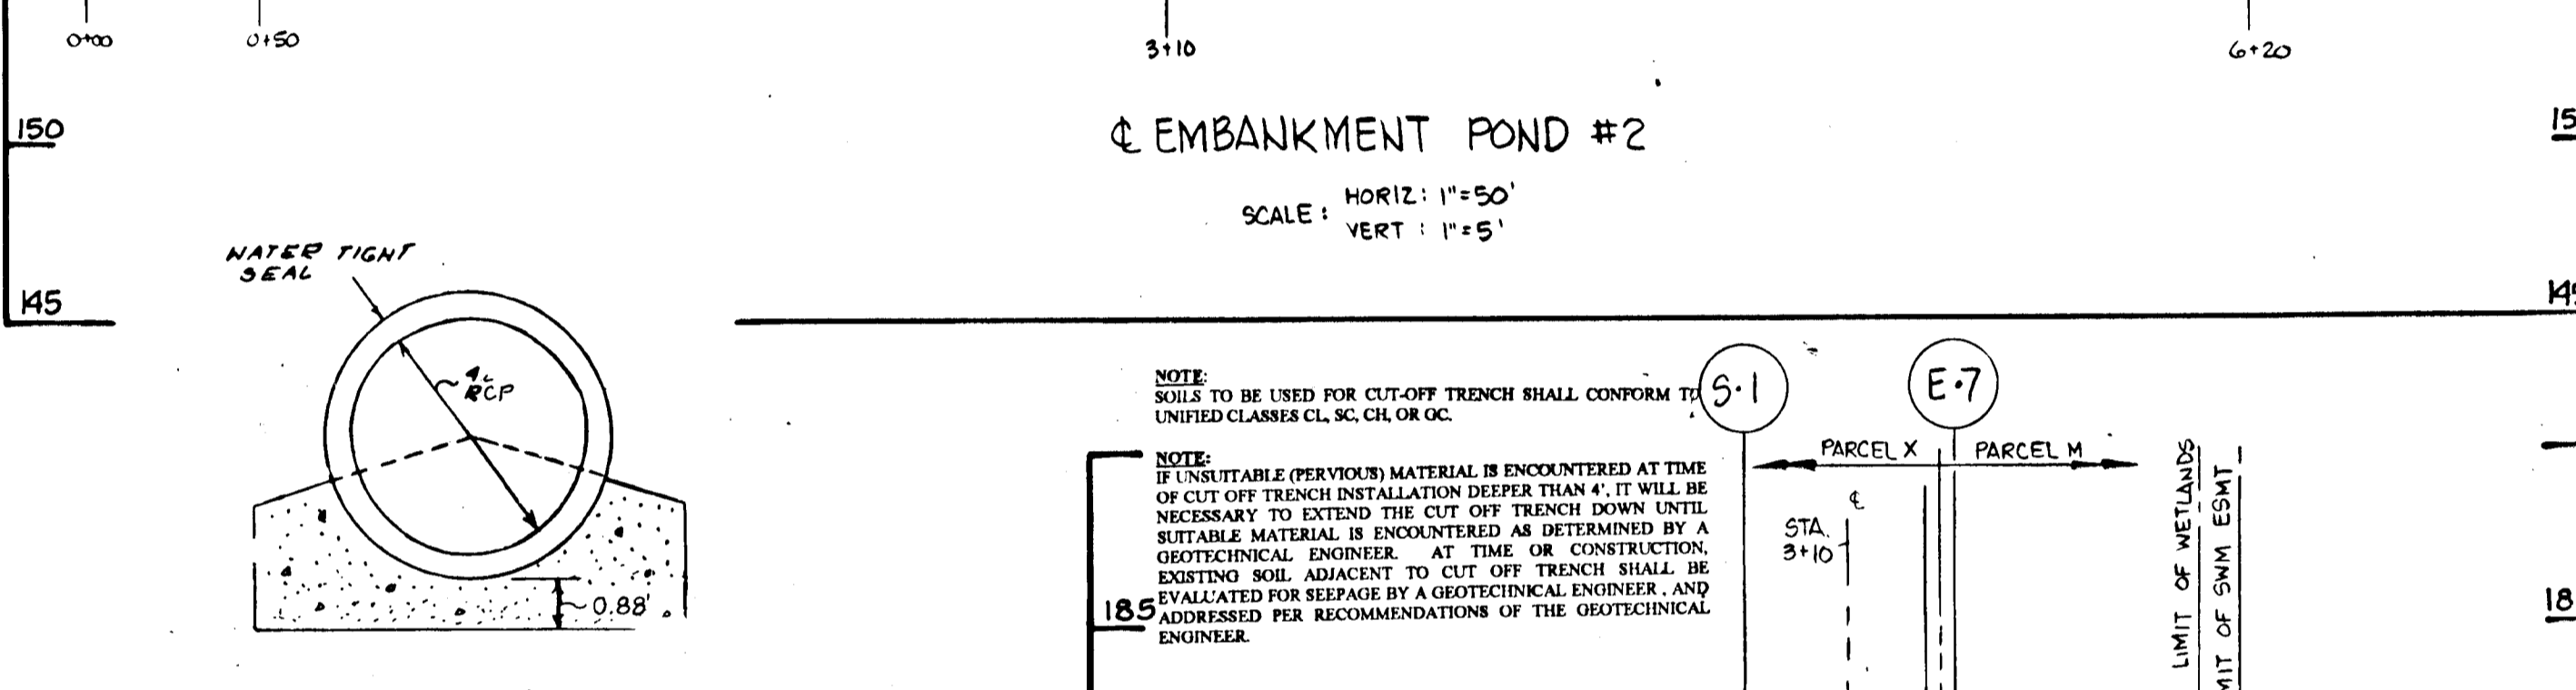 0+00
0+50
3+10
6+20
150
15
℄ EMBANKMENT POND #2
SCALE: HORIZ: 1"=50'
VERT : 1"=5'
WATER TIGHT
SEAL
145
RCP
0.88'
NOTE:
SOILS TO BE USED FOR CUT-OFF TRENCH SHALL CONFORM TO
UNIFIED CLASSES CL, SC, CH, OR GC.
NOTE:
IF UNSUITABLE (PERVIOUS) MATERIAL IS ENCOUNTERED AT TIME
OF CUT OFF TRENCH INSTALLATION DEEPER THAN 4', IT WILL BE
NECESSARY TO EXTEND THE CUT OFF TRENCH DOWN UNTIL
SUITABLE MATERIAL IS ENCOUNTERED AS DETERMINED BY A
GEOTECHNICAL ENGINEER. AT TIME OR CONSTRUCTION,
EXISTING SOIL ADJACENT TO CUT OFF TRENCH SHALL BE
EVALUATED FOR SEEPAGE BY A GEOTECHNICAL ENGINEER, AND
ADDRESSED PER RECOMMENDATIONS OF THE GEOTECHNICAL
ENGINEER.
185
S-1
E-7
PARCEL X
PARCEL M
℄
STA.
3+10
LIMIT OF WETLANDS
MIT OF SWM ESMT
18